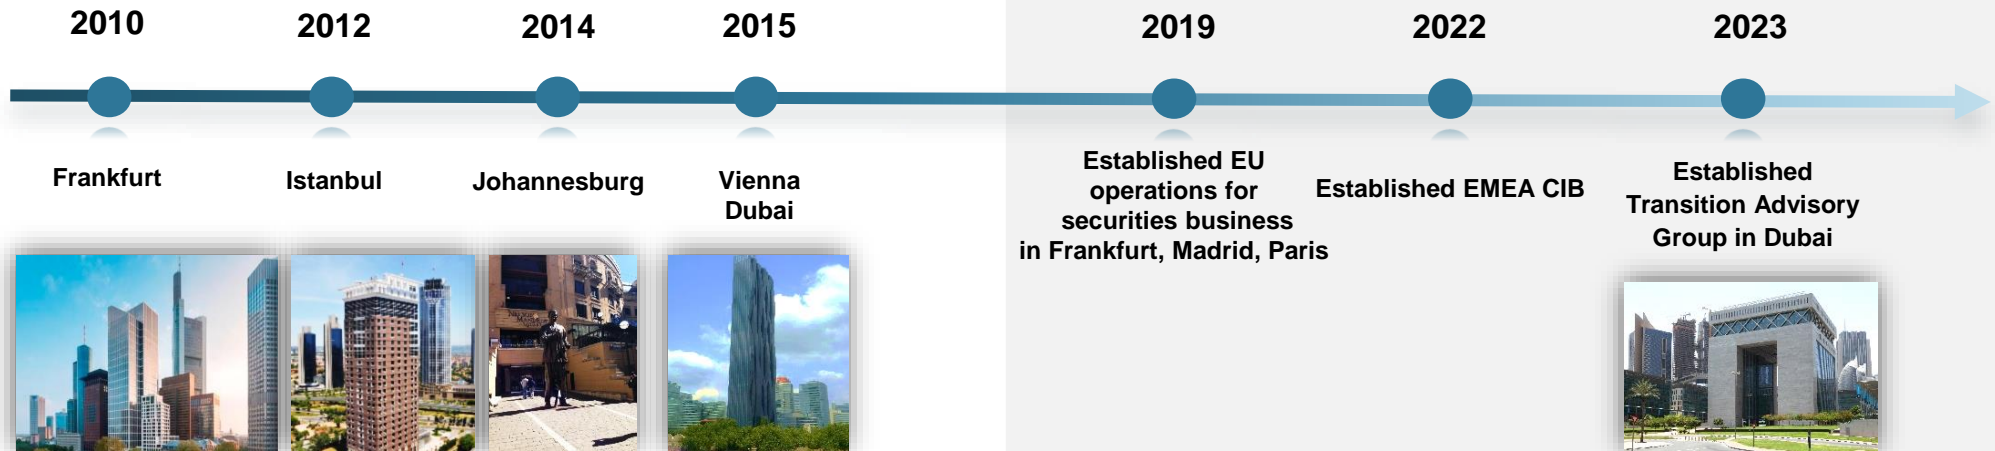 2010
2012
2014
2015
2019
2022
2023
Frankfurt
Istanbul
Johannesburg
Vienna
Dubai
Established EU
operations for
securities business
in Frankfurt, Madrid, Paris
Established EMEA CIB
Established
Transition Advisory
Group in Dubai